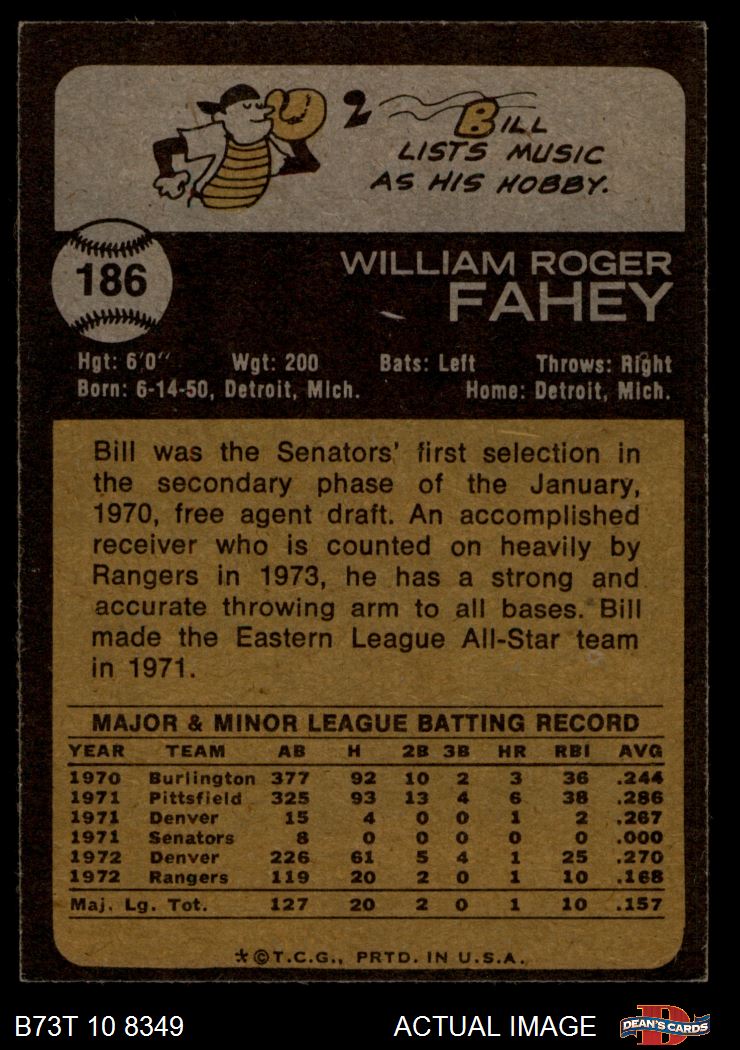 2
BILL
LISTS MUSIC
AS HIS HOBBY.
186
WILLIAM ROGER
FAHEY
Hgt: 6'0" Wgt: 200 Bats: Left Throws: Right
Born: 6-14-50, Detroit, Mich. Home: Detroit, Mich.
Bill was the Senators' first selection in
the secondary phase of the January,
1970, free agent draft. An accomplished
receiver who is counted on heavily by
Rangers in 1973, he has a strong and
accurate throwing arm to all bases. Bill
made the Eastern League All-Star team
in 1971.
MAJOR & MINOR LEAGUE BATTING RECORD
YEAR TEAM AB H 2B 3B HR RBI AVG
1970 Burlington 377 92 10 2 3 36 .244
1971 Pittsfield 325 93 13 4 6 38 .286
1971 Denver 15 4 0 0 1 2 .267
1971 Senators 8 0 0 0 0 0 .000
1972 Denver 226 61 5 4 1 25 .270
1972 Rangers 119 20 2 0 1 10 .168
Maj. Lg. Tot. 127 20 2 0 1 10 .157
*©T.C.G., PRTD. IN U.S.A.
B73T 10 8349 ACTUAL IMAGE D DEAN'S CARDS